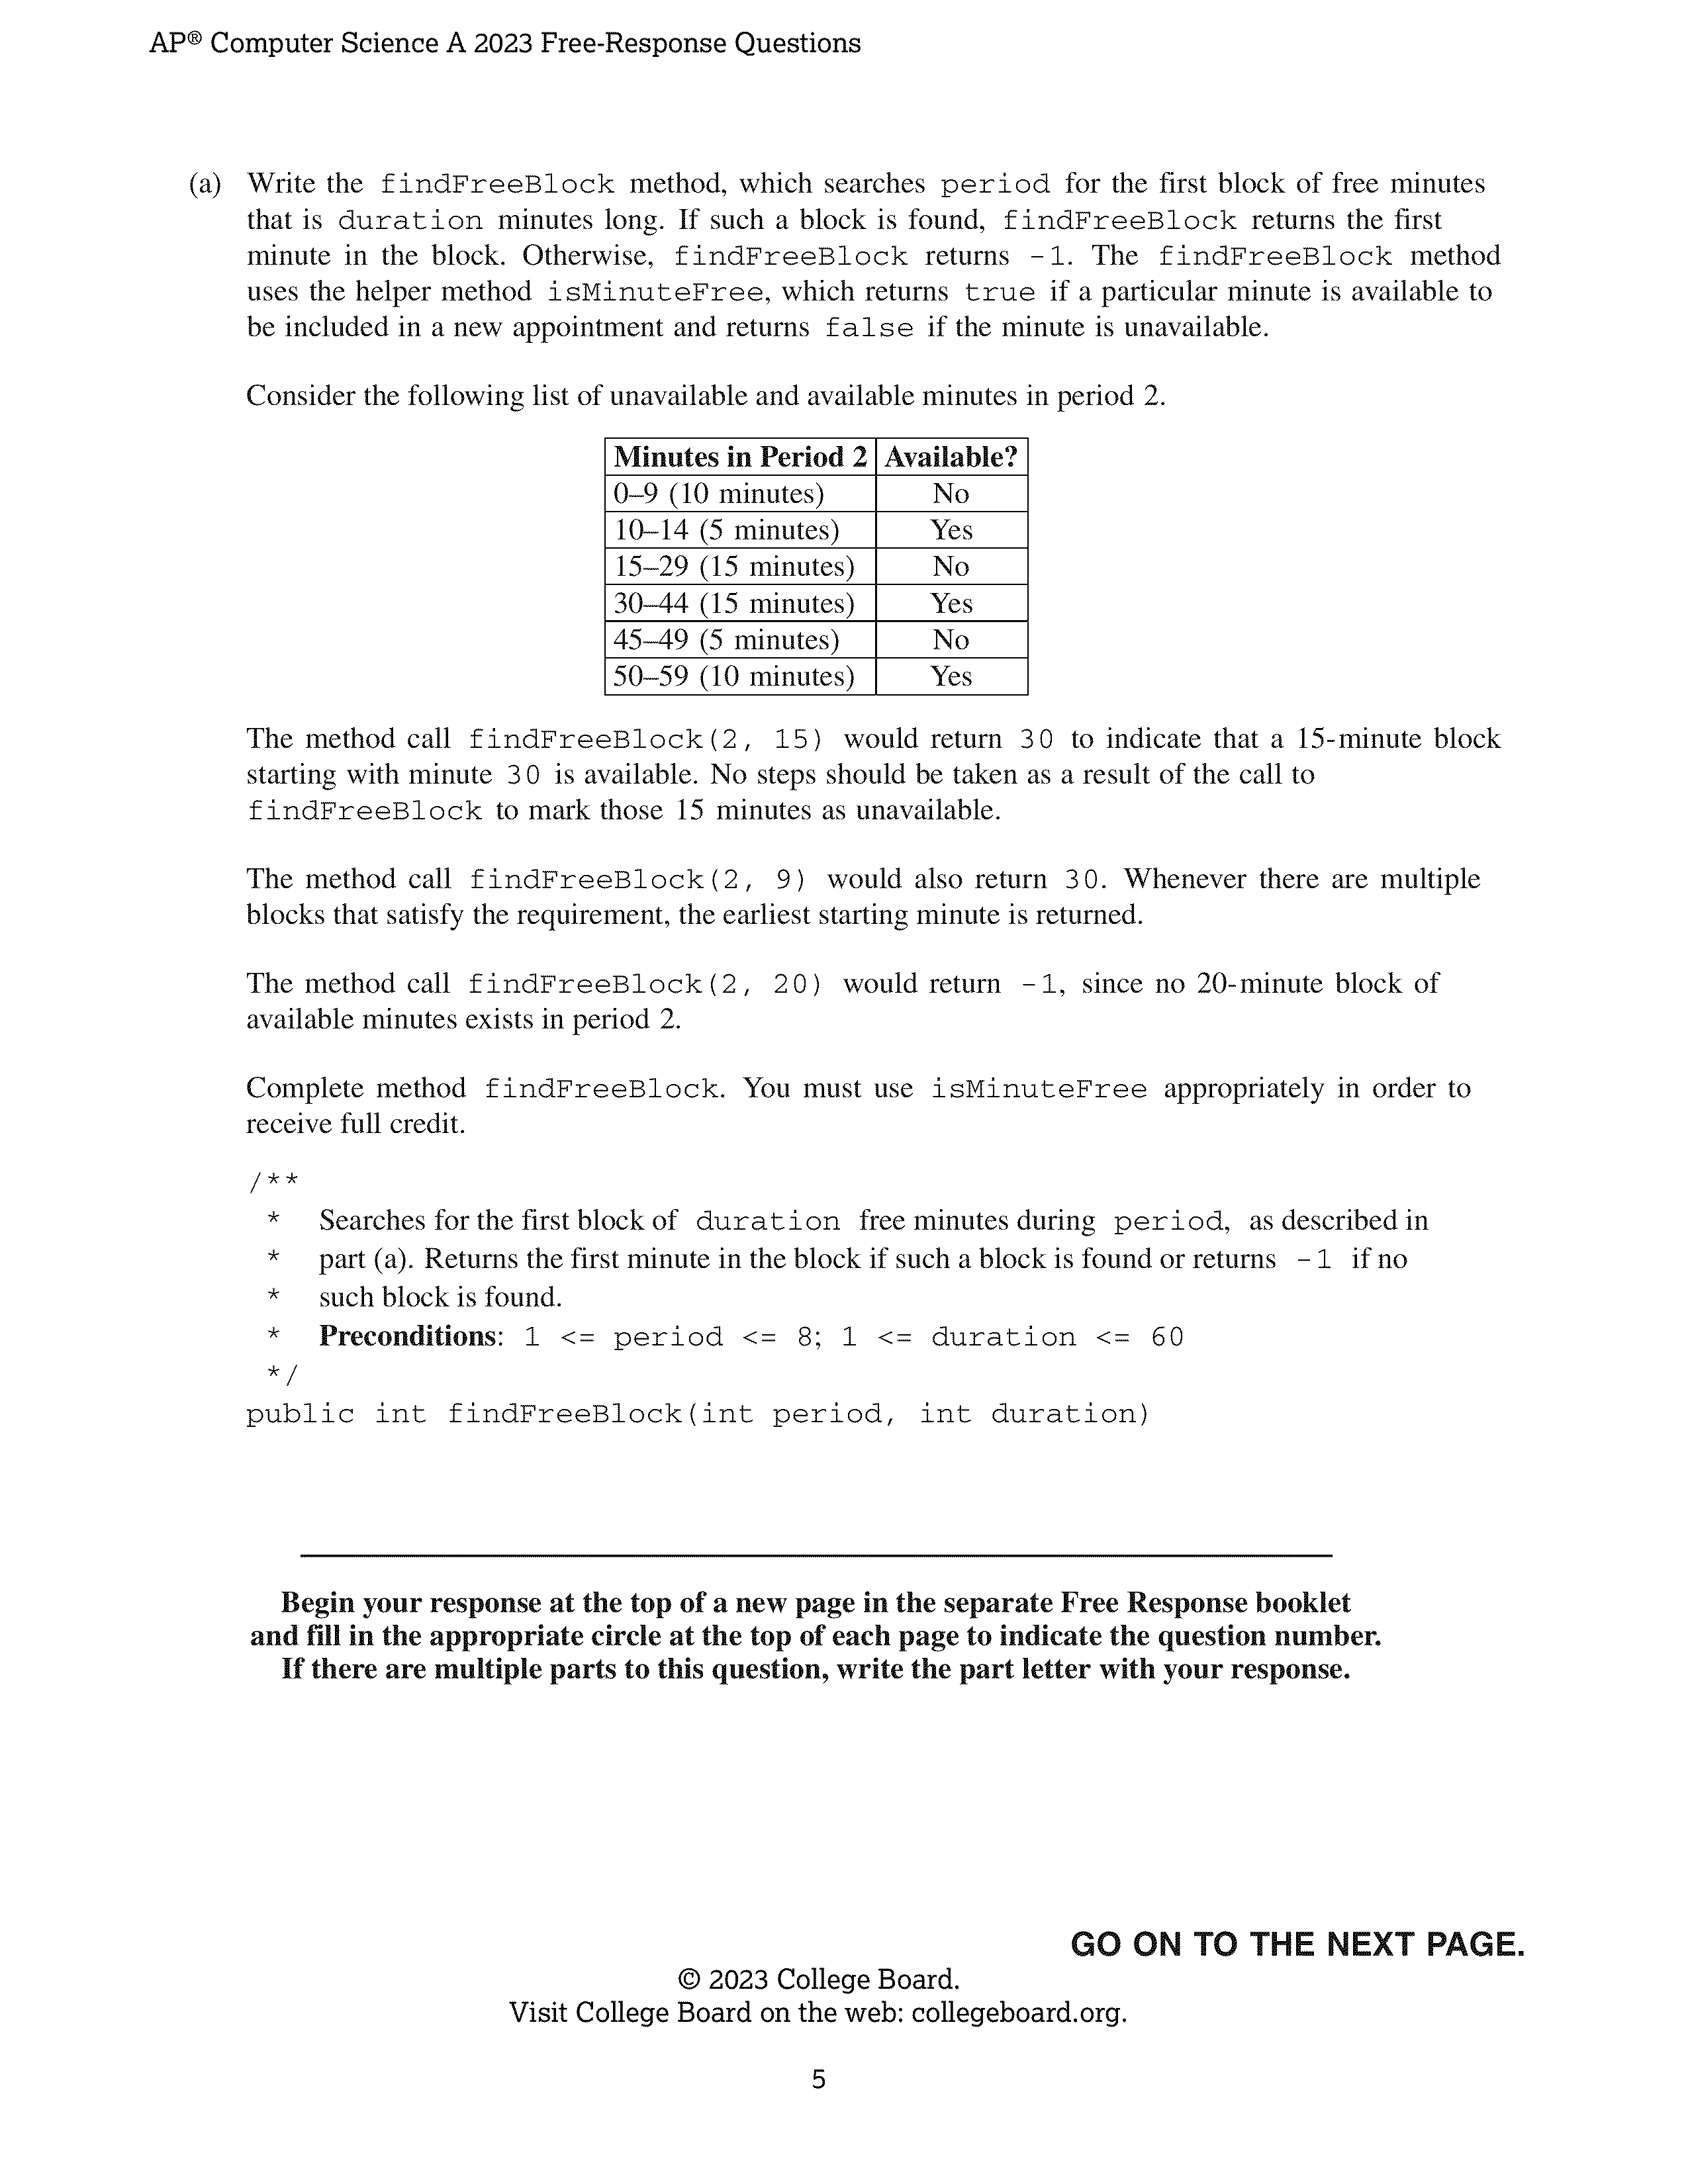 AP® Computer Science A 2023 Free-Response Questions
(a) Write the findFreeBlock method, which searches period for the first block of free minutes
that is duration minutes long. If such a block is found, findFreeBlock returns the first
minute in the block. Otherwise, findFreeBlock returns -1. The findFreeBlock method
uses the helper method isMinuteFree, which returns true if a particular minute is available to
be included in a new appointment and returns false if the minute is unavailable.
Consider the following list of unavailable and available minutes in period 2.
Minutes in Period 2 Available?
0–9 (10 minutes) No
10–14 (5 minutes) Yes
15–29 (15 minutes) No
30–44 (15 minutes) Yes
45–49 (5 minutes) No
50–59 (10 minutes) Yes
The method call findFreeBlock(2, 15) would return 30 to indicate that a 15-minute block
starting with minute 30 is available. No steps should be taken as a result of the call to
findFreeBlock to mark those 15 minutes as unavailable.
The method call findFreeBlock(2, 9) would also return 30. Whenever there are multiple
blocks that satisfy the requirement, the earliest starting minute is returned.
The method call findFreeBlock(2, 20) would return -1, since no 20-minute block of
available minutes exists in period 2.
Complete method findFreeBlock. You must use isMinuteFree appropriately in order to
receive full credit.
/**
* Searches for the first block of duration free minutes during period, as described in
* part (a). Returns the first minute in the block if such a block is found or returns -1 if no
* such block is found.
* Preconditions: 1 <= period <= 8; 1 <= duration <= 60
*/
public int findFreeBlock(int period, int duration)
Begin your response at the top of a new page in the separate Free Response booklet
and fill in the appropriate circle at the top of each page to indicate the question number.
If there are multiple parts to this question, write the part letter with your response.
GO ON TO THE NEXT PAGE.
© 2023 College Board.
Visit College Board on the web: collegeboard.org.
5